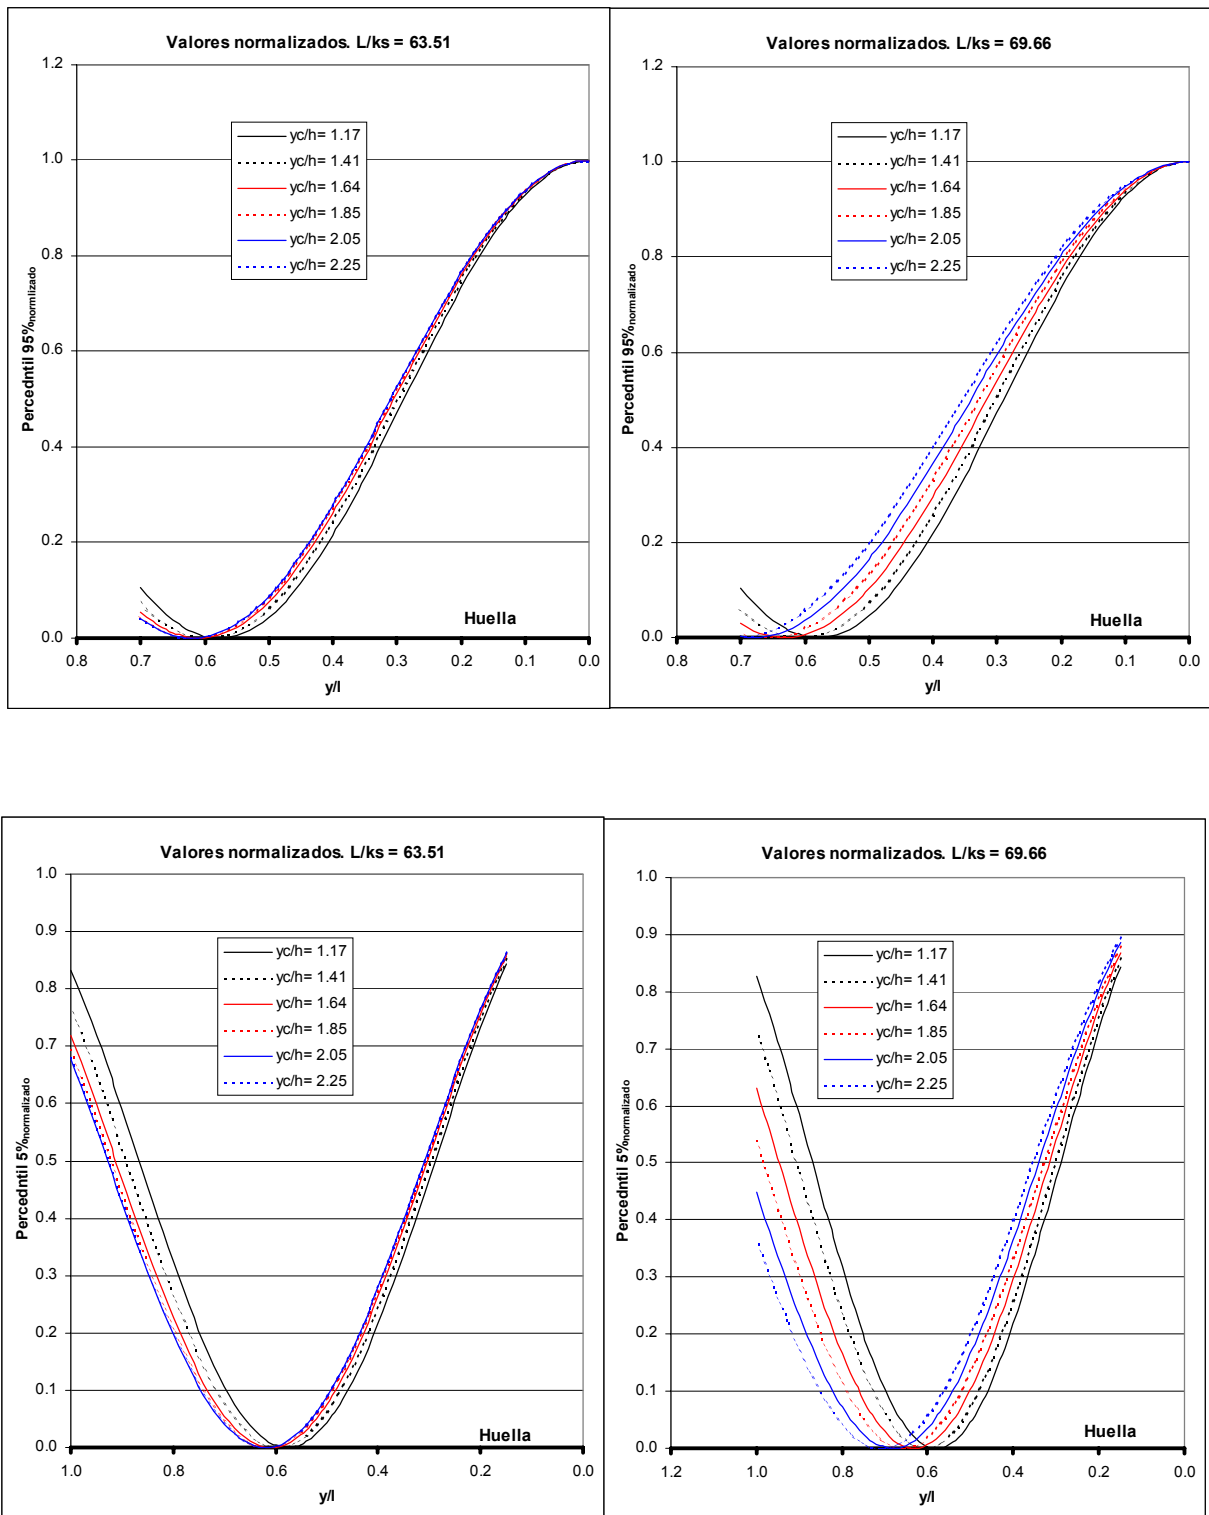 Valores normalizados. L/ks = 63.51
1.2
1.0
0.8
0.6
0.4
0.2
0.0
Percedntil 95%normlizado
yc/h= 1.17
yc/h= 1.41
yc/h= 1.64
yc/h= 1.85
yc/h= 2.05
yc/h= 2.25
Huella
0.8 0.7 0.6 0.5 0.4 0.3 0.2 0.1 0.0
y/l
Valores normalizados. L/ks = 69.66
1.2
1.0
0.8
0.6
0.4
0.2
0.0
Percedntil 95%normalizado
yc/h= 1.17
yc/h= 1.41
yc/h= 1.64
yc/h= 1.85
yc/h= 2.05
yc/h= 2.25
Huella
0.8 0.7 0.6 0.5 0.4 0.3 0.2 0.1 0.0
y/l
Valores normalizados. L/ks = 63.51
1.0
0.9
0.8
0.7
0.6
0.5
0.4
0.3
0.2
0.1
0.0
Percedntil 5%normalizado
yc/h= 1.17
yc/h= 1.41
yc/h= 1.64
yc/h= 1.85
yc/h= 2.05
yc/h= 2.25
Huella
1.0 0.8 0.6 0.4 0.2 0.0
y/l
Valores normalizados. L/ks = 69.66
1.0
0.9
0.8
0.7
0.6
0.5
0.4
0.3
0.2
0.1
0.0
Percedntil 5%normalizado
yc/h= 1.17
yc/h= 1.41
yc/h= 1.64
yc/h= 1.85
yc/h= 2.05
yc/h= 2.25
Huella
1.2 1.0 0.8 0.6 0.4 0.2 0.0
y/l